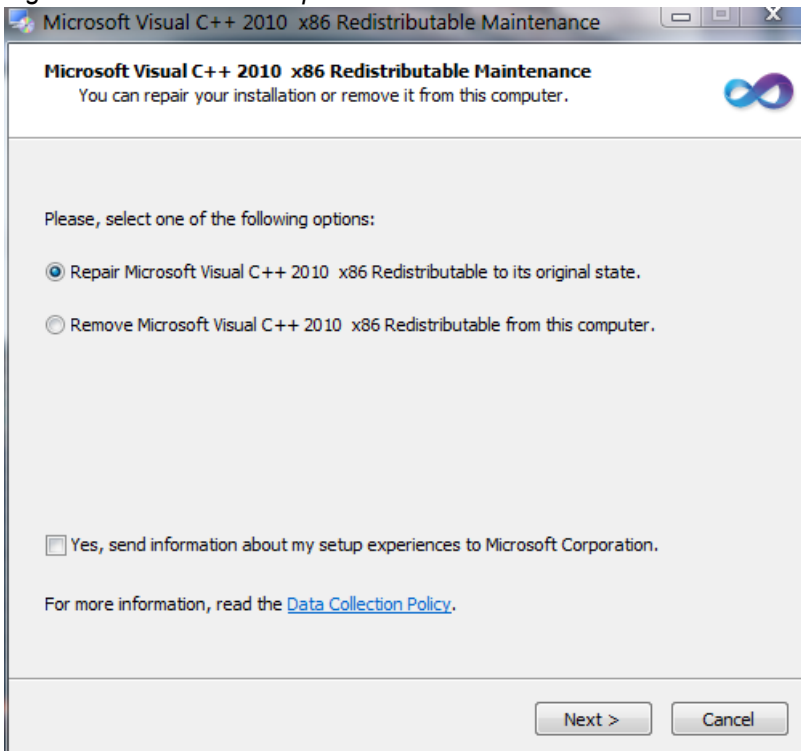 Microsoft Visual C++ 2010  x86 Redistributable Maintenance
Microsoft Visual C++ 2010  x86 Redistributable Maintenance
You can repair your installation or remove it from this computer.
Please, select one of the following options:
Repair Microsoft Visual C++ 2010  x86 Redistributable to its original state.
Remove Microsoft Visual C++ 2010  x86 Redistributable from this computer.
Yes, send information about my setup experiences to Microsoft Corporation.
For more information, read the Data Collection Policy.
Next >
Cancel